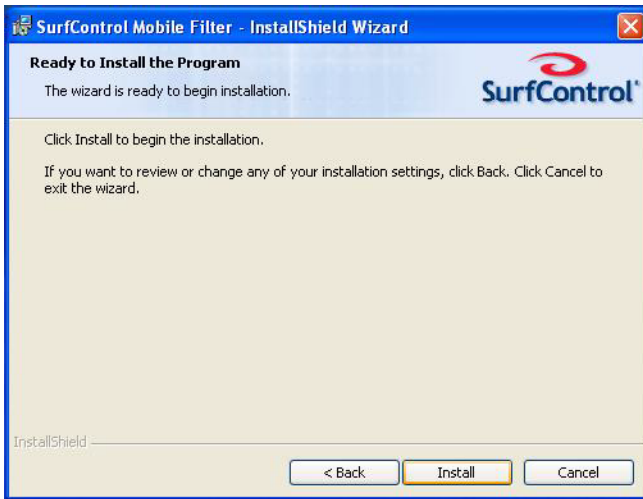 SurfControl Mobile Filter - InstallShield Wizard
Ready to Install the Program
The wizard is ready to begin installation.
SurfControl
Click Install to begin the installation.
If you want to review or change any of your installation settings, click Back. Click Cancel to
exit the wizard.
InstallShield
< Back
Install
Cancel